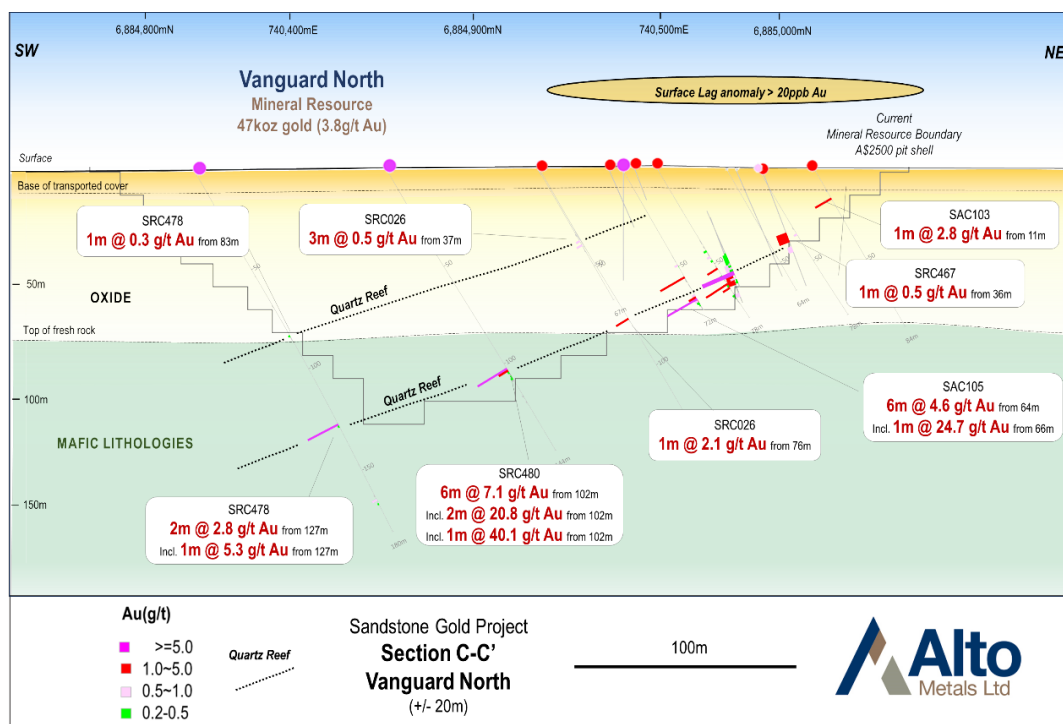 6,884,800mN
740,400mE
6,884,900mN
740,500mE
6,885,000mN
SW
NE
Vanguard North
Mineral Resource
47koz gold (3.8g/t Au)
Surface Lag anomaly > 20ppb Au
Current
Mineral Resource Boundary
A$2500 pit shell
Surface
Base of transported cover
SRC478
1m @ 0.3 g/t Au from 83m
SRC026
3m @ 0.5 g/t Au from 37m
SAC103
1m @ 2.8 g/t Au from 11m
SRC467
1m @ 0.5 g/t Au from 36m
50m
OXIDE
Quartz Reef
Top of fresh rock
100m
Quartz Reef
MAFIC LITHOLOGIES
150m
SAC105
6m @ 4.6 g/t Au from 64m
Incl. 1m @ 24.7 g/t Au from 66m
SRC026
1m @ 2.1 g/t Au from 76m
SRC480
6m @ 7.1 g/t Au from 102m
Incl. 2m @ 20.8 g/t Au from 102m
Incl. 1m @ 40.1 g/t Au from 102m
SRC478
2m @ 2.8 g/t Au from 127m
Incl. 1m @ 5.3 g/t Au from 127m
-50
-100
-150
180m
-100
67m
-100
Au(g/t)
>=5.0
1.0~5.0
0.5~1.0
0.2-0.5
Quartz Reef
Sandstone Gold Project
Section C-C'
Vanguard North
(+/- 20m)
100m
Alto
Metals Ltd